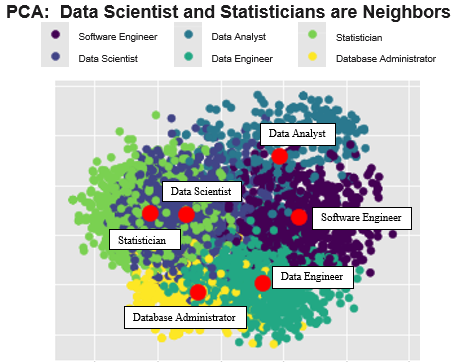 PCA:  Data Scientist and Statisticians are Neighbors
Software Engineer
Data Analyst
Statistician
Data Scientist
Data Engineer
Database Administrator
Data Analyst
Data Scientist
Software Engineer
Statistician
Data Engineer
Database Administrator